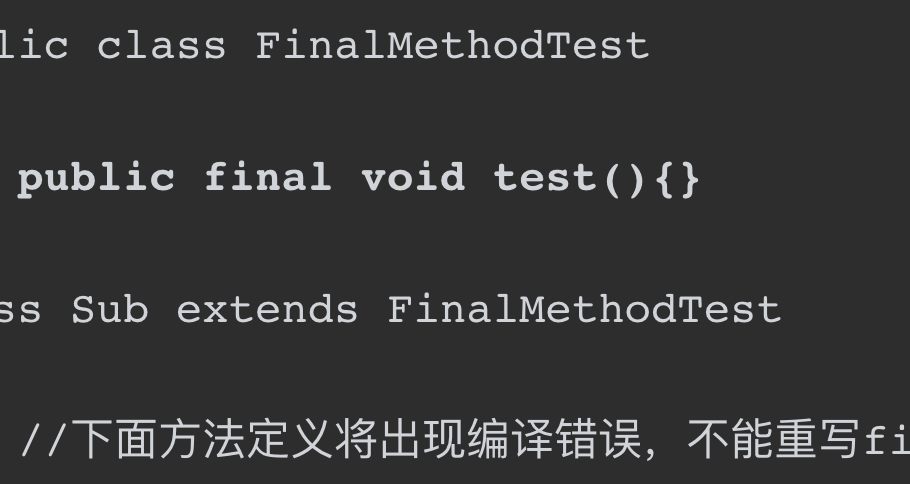 lic class FinalMethodTest
public final void test(){}
ss Sub extends FinalMethodTest
//下面方法定义将出现编译错误，不能重写fi